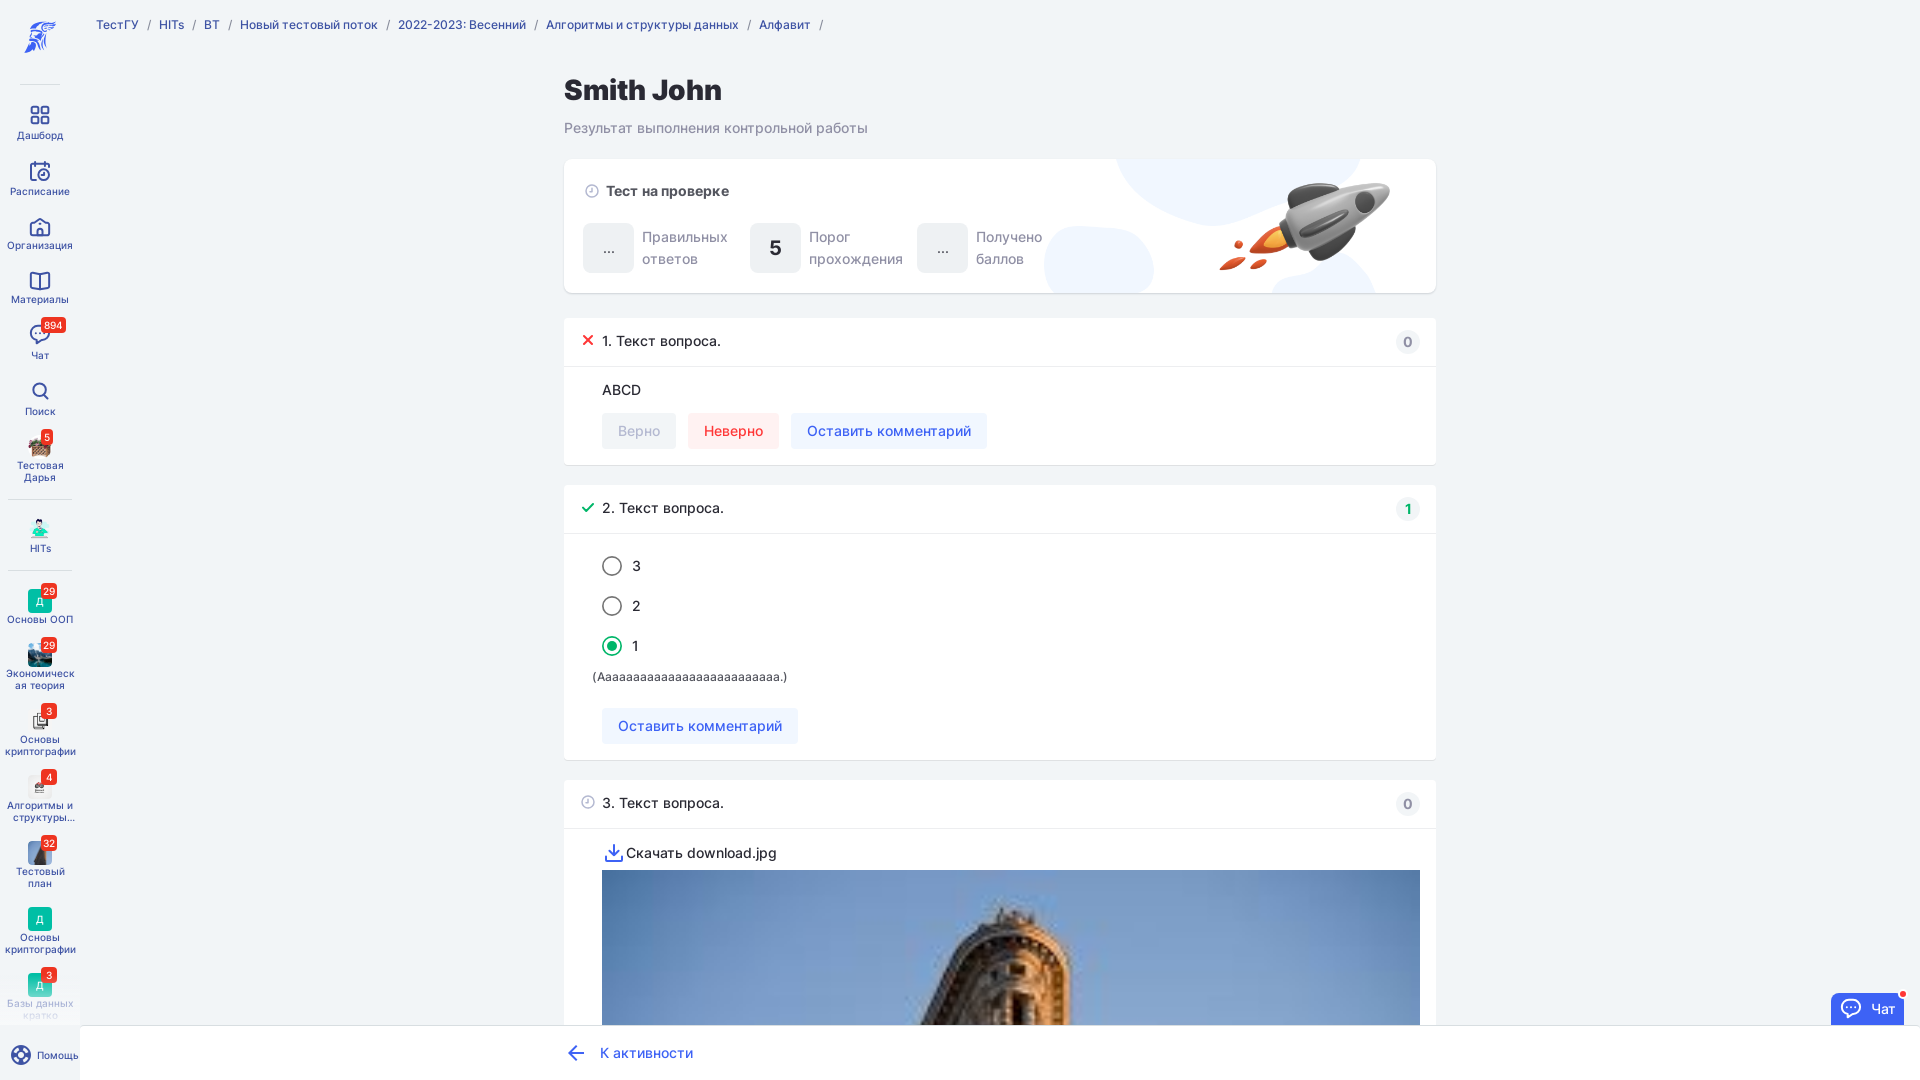 ТестГУ / HITs / ВТ / Новый тестовый поток / 2022-2023: Весенний / Алгоритмы и структуры данных / Алфавит /
Дашборд
Расписание
Организация
Материалы
894
Чат
Поиск
5
Тестовая
Дарья
HITs
29
Д
Основы ООП
29
Экономическ
ая теория
3
Основы
криптографии
4
Алгоритмы и
структуры...
32
Тестовый
план
Д
Основы
криптографии
3
Д
Базы данных
кратко
Помощь
Smith John
Результат выполнения контрольной работы
Тест на проверке
...
Правильных
ответов
5
Порог
прохождения
...
Получено
баллов
1. Текст вопроса.
0
ABCD
Верно
Неверно
Оставить комментарий
2. Текст вопроса.
1
3
2
1
(Аааааааааааааааааааааааааа.)
Оставить комментарий
3. Текст вопроса.
0
Скачать download.jpg
Чат
К активности